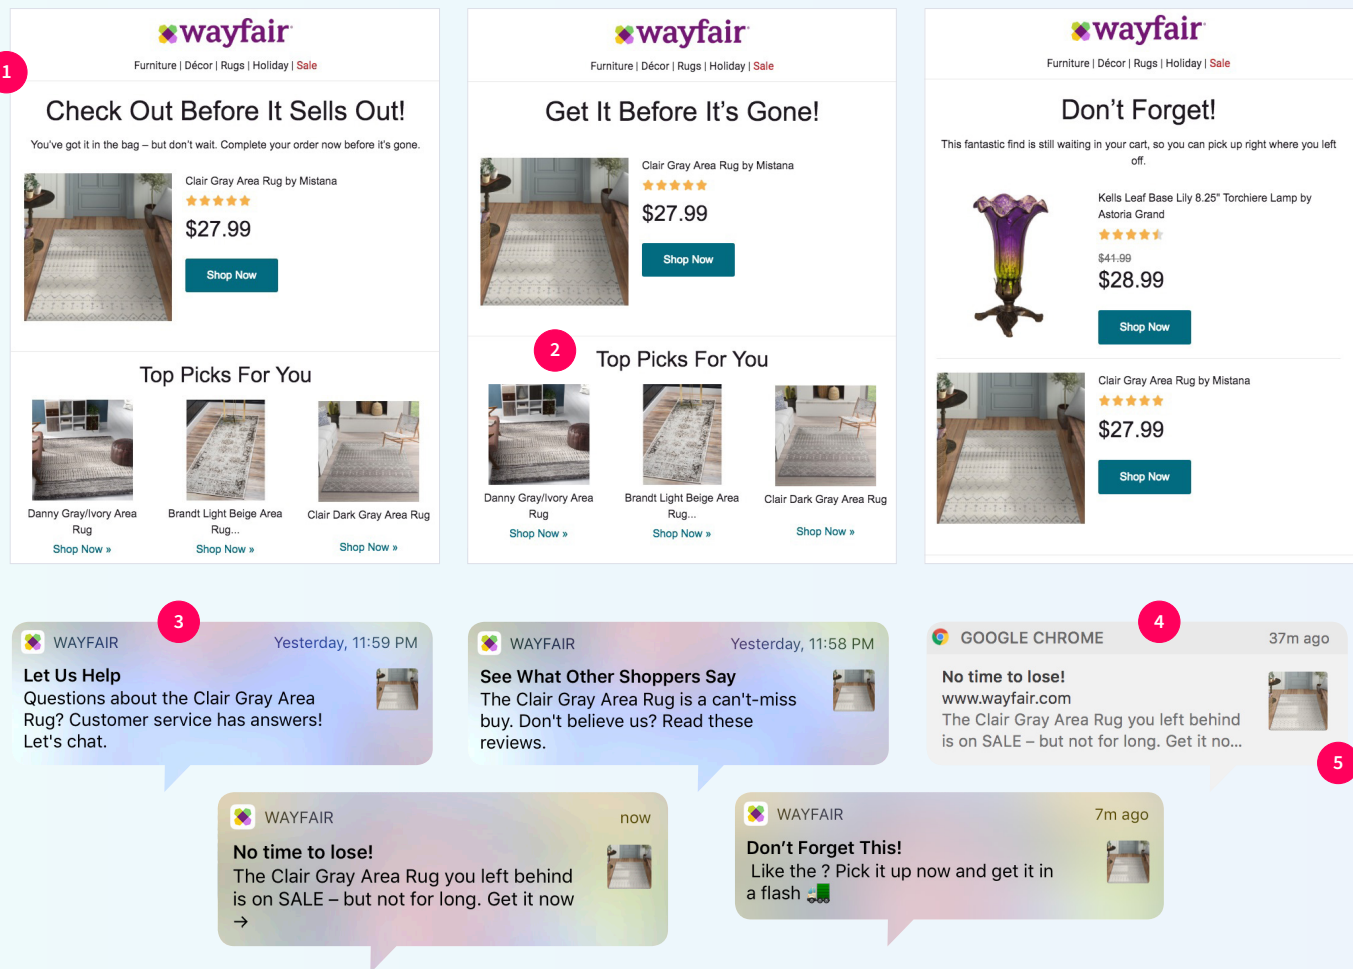 1
wayfair
Furniture | Décor | Rugs | Holiday | Sale
Check Out Before It Sells Out!
You've got it in the bag – but don't wait. Complete your order now before it's gone.
Clair Gray Area Rug by Mistana
$27.99
Shop Now
Top Picks For You
Danny Gray/Ivory Area
Rug
Shop Now »
Brandt Light Beige Area
Rug...
Shop Now »
Clair Dark Gray Area Rug
Shop Now »
wayfair
Furniture | Décor | Rugs | Holiday | Sale
Get It Before It's Gone!
Clair Gray Area Rug by Mistana
$27.99
Shop Now
2
Top Picks For You
Danny Gray/Ivory Area
Rug
Shop Now »
Brandt Light Beige Area
Rug...
Shop Now »
Clair Dark Gray Area Rug
Shop Now »
wayfair
Furniture | Décor | Rugs | Holiday | Sale
Don't Forget!
This fantastic find is still waiting in your cart, so you can pick up right where you left
off.
Kells Leaf Base Lily 8.25" Torchiere Lamp by
Astoria Grand
$41.99
$28.99
Shop Now
Clair Gray Area Rug by Mistana
$27.99
Shop Now
3
WAYFAIR
Yesterday, 11:59 PM
Let Us Help
Questions about the Clair Gray Area
Rug? Customer service has answers!
Let's chat.
WAYFAIR
Yesterday, 11:58 PM
See What Other Shoppers Say
The Clair Gray Area Rug is a can't-miss
buy. Don't believe us? Read these
reviews.
4
GOOGLE CHROME
37m ago
No time to lose!
www.wayfair.com
The Clair Gray Area Rug you left behind
is on SALE – but not for long. Get it no...
5
WAYFAIR
now
No time to lose!
The Clair Gray Area Rug you left behind
is on SALE – but not for long. Get it now
→
WAYFAIR
7m ago
Don't Forget This!
Like the ? Pick it up now and get it in
a flash 🚛